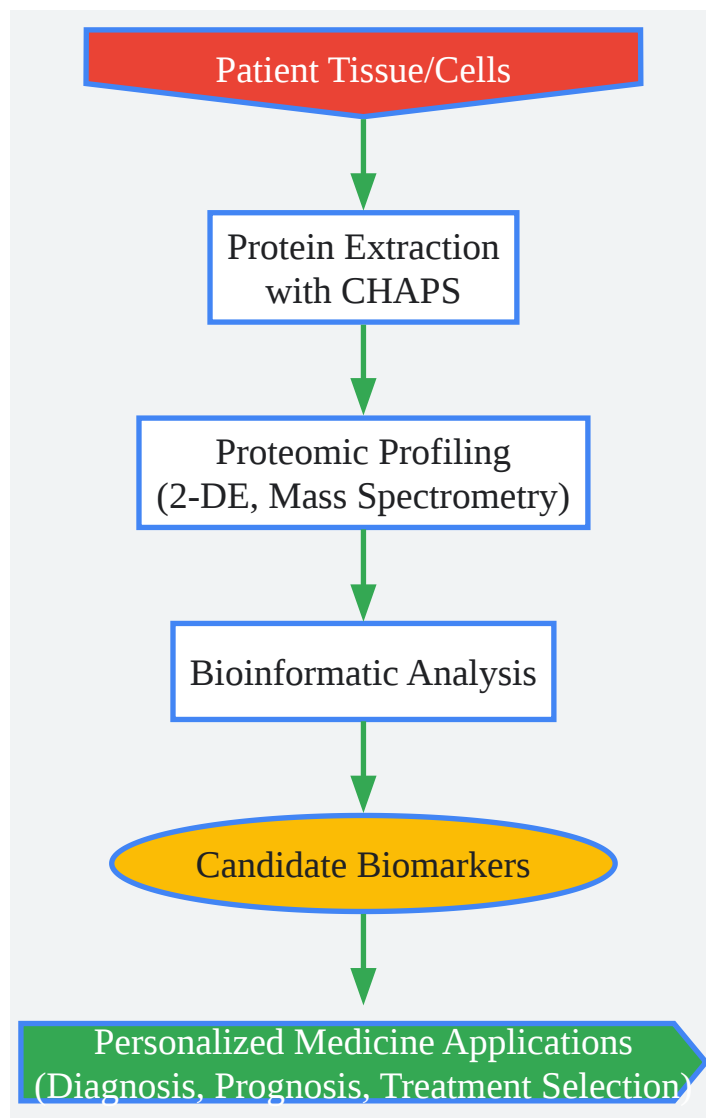 Patient Tissue/Cells
Protein Extraction
with CHAPS
Proteomic Profiling
(2-DE, Mass Spectrometry)
Bioinformatic Analysis
Candidate Biomarkers
Personalized Medicine Applications
(Diagnosis, Prognosis, Treatment Selection)